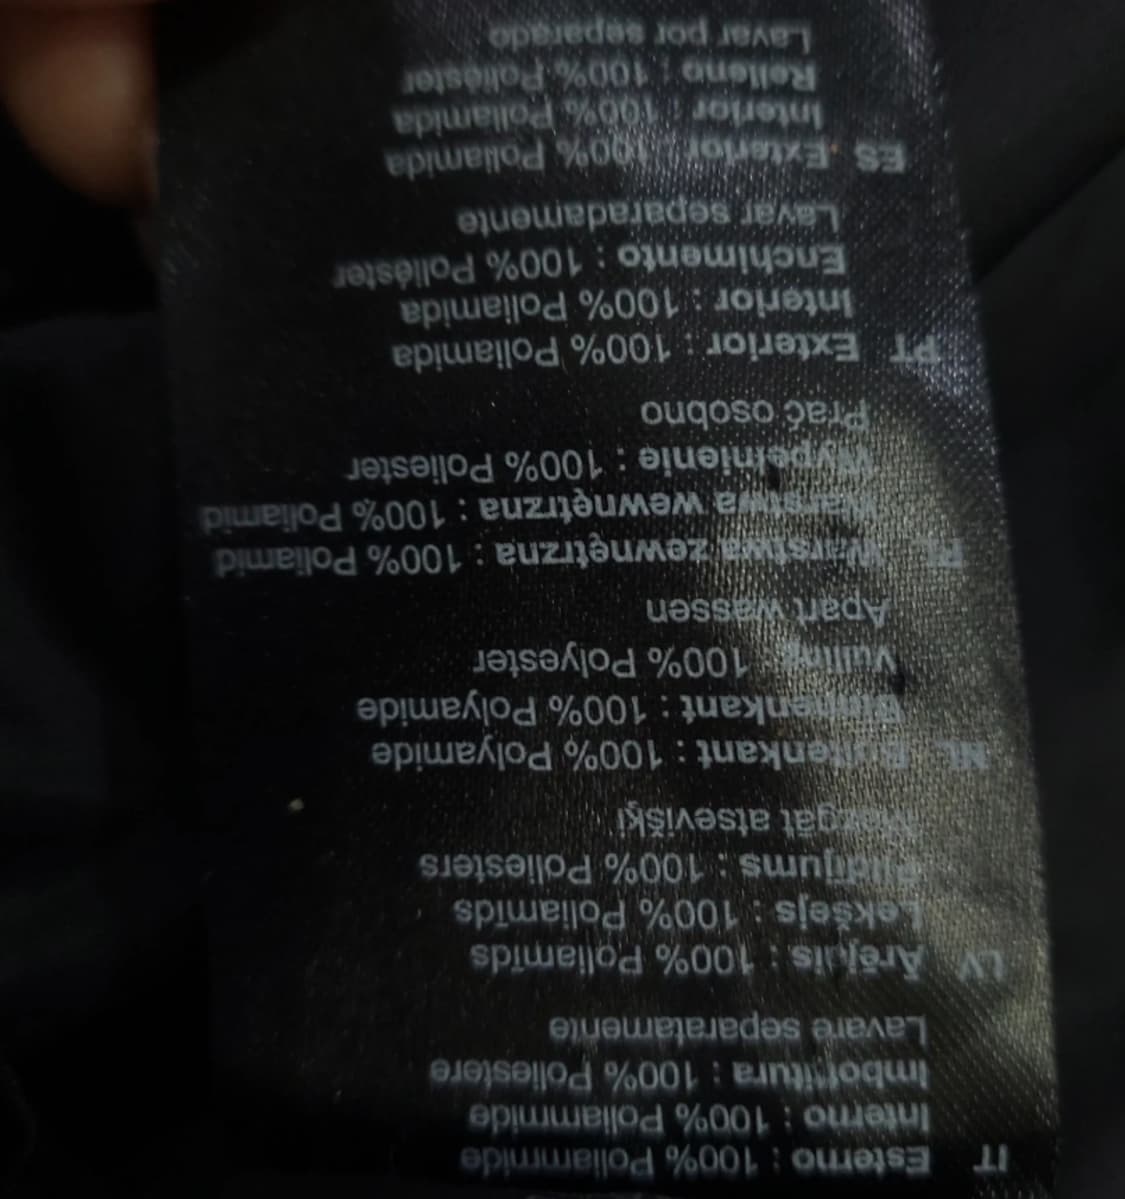 IT Esterno : 100% Poliammide
Interno : 100% Poliammide
Imbottitura : 100% Poliestere
Lavare separatamente
LV Ārējais : 100% Poliamīds
Iekšējs : 100% Poliamīds
Pildījums : 100% Poliesters
Mazgāt atsevišķi
NL Buitenkant : 100% Polyamide
Binnenkant : 100% Polyamide
Vulling : 100% Polyester
Apart wassen
PL Warstwa zewnętrzna : 100% Poliamid
Warstwa wewnętrzna : 100% Poliamid
Wypełnienie : 100% Poliester
Prać osobno
PT Exterior : 100% Poliamida
Interior : 100% Poliamida
Enchimento : 100% Poliéster
Lavar separadamente
ES Exterior : 100% Poliamida
Interior : 100% Poliamida
Relleno : 100% Poliéster
Lavar por separado